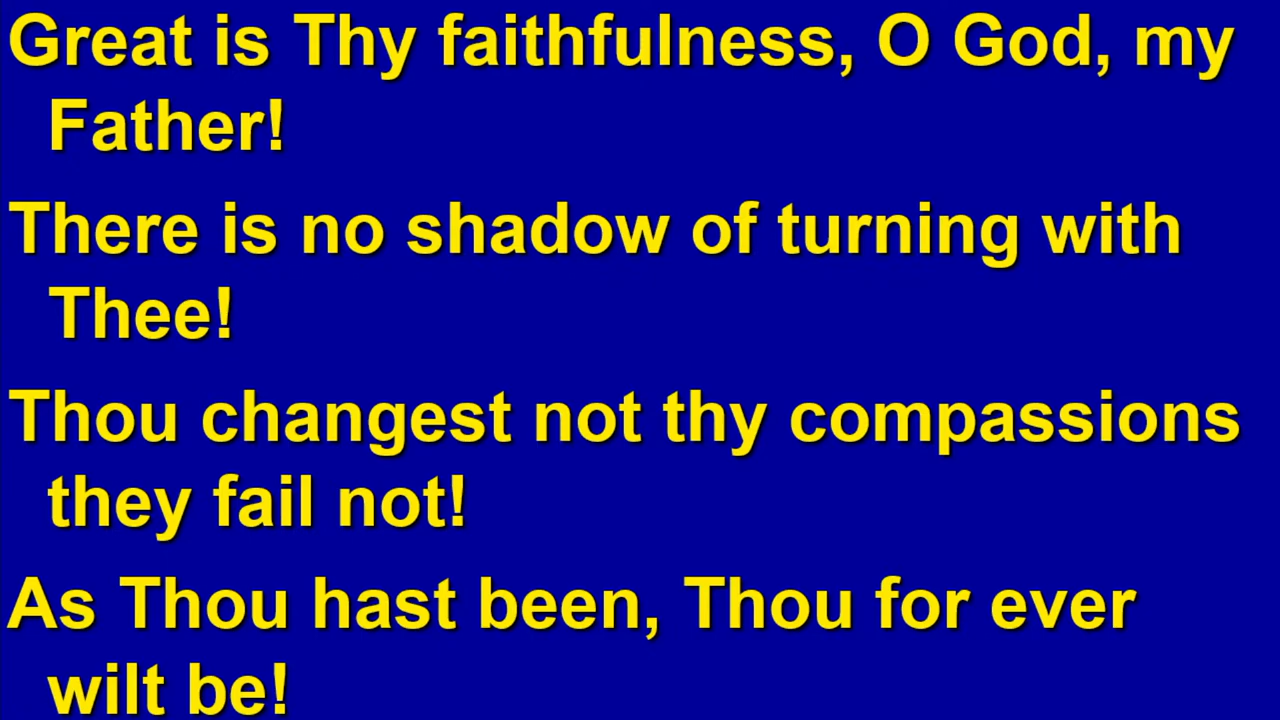 Great is Thy faithfulness, O God, my
Father!
There is no shadow of turning with
Thee!
Thou changest not thy compassions
they fail not!
As Thou hast been, Thou for ever
wilt be!